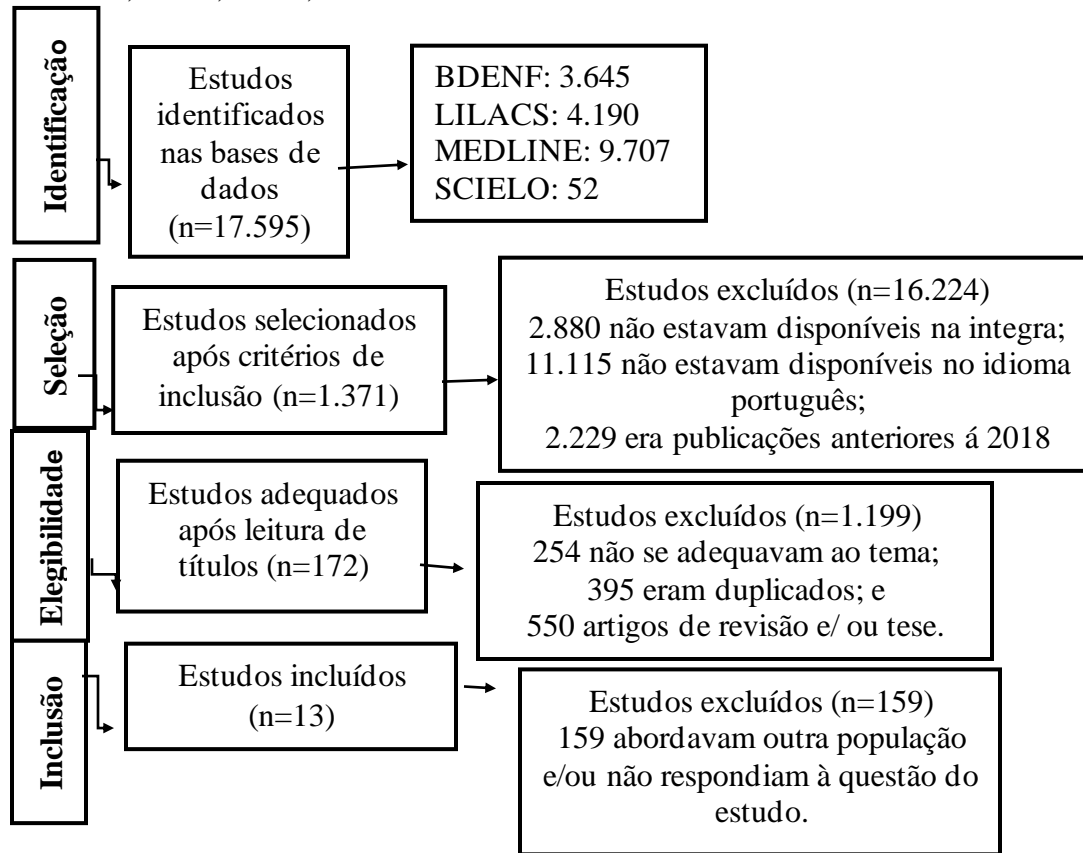 Identificação
Estudos
identificados
nas bases de
dados
(n=17.595)
BDENF: 3.645
LILACS: 4.190
MEDLINE: 9.707
SCIELO: 52
Seleção
Estudos selecionados
após critérios de
inclusão (n=1.371)
Estudos excluídos (n=16.224)
2.880 não estavam disponíveis na integra;
11.115 não estavam disponíveis no idioma
português;
2.229 era publicações anteriores á 2018
Elegibilidade
Estudos adequados
após leitura de
títulos (n=172)
Estudos excluídos (n=1.199)
254 não se adequavam ao tema;
395 eram duplicados; e
550 artigos de revisão e/ ou tese.
Inclusão
Estudos incluídos
(n=13)
Estudos excluídos (n=159)
159 abordavam outra população
e/ou não respondiam à questão do
estudo.